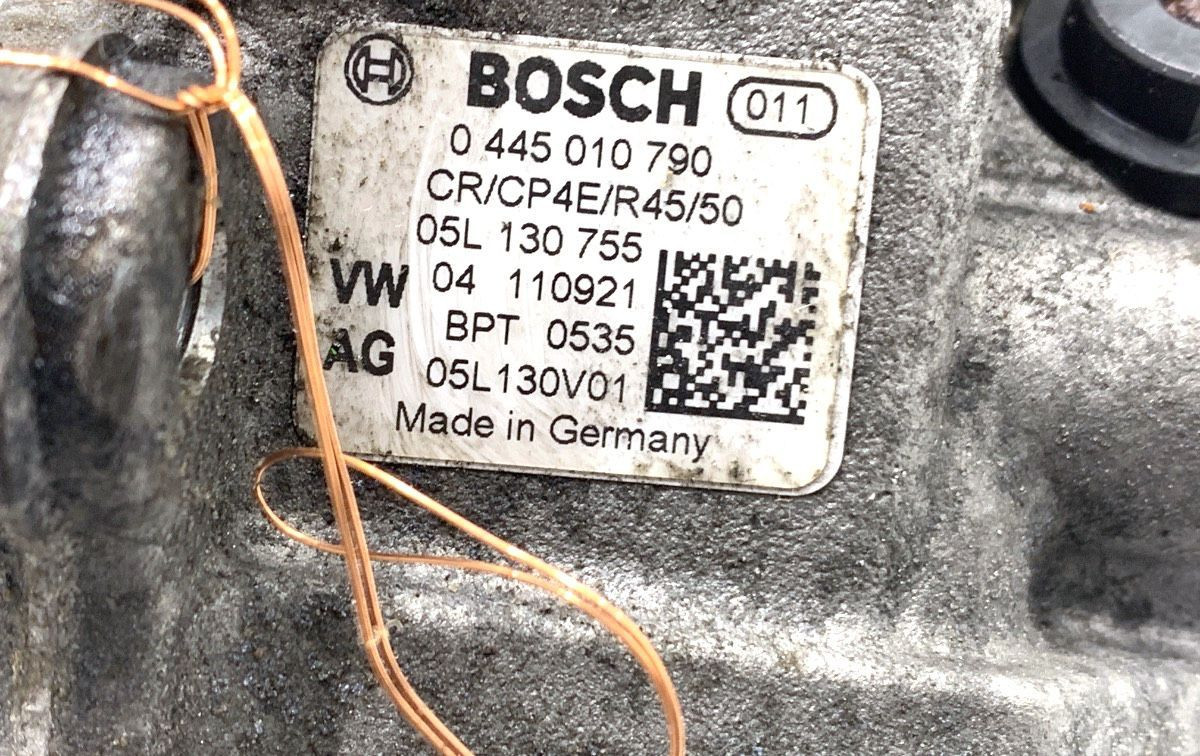 BOSCH 011
0 445 010 790
CR/CP4E/R45/50
05L 130 755
VW 04 110921
BPT 0535
AG 05L130V01
Made in Germany